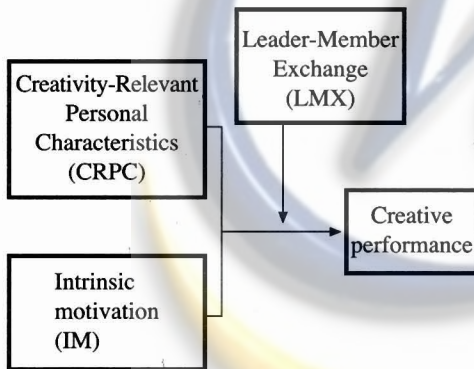 Leader-Member
Exchange
(LMX)
Creativity-Relevant
Personal
Characteristics
(CRPC)
Creative
performance
Intrinsic
motivation
(IM)